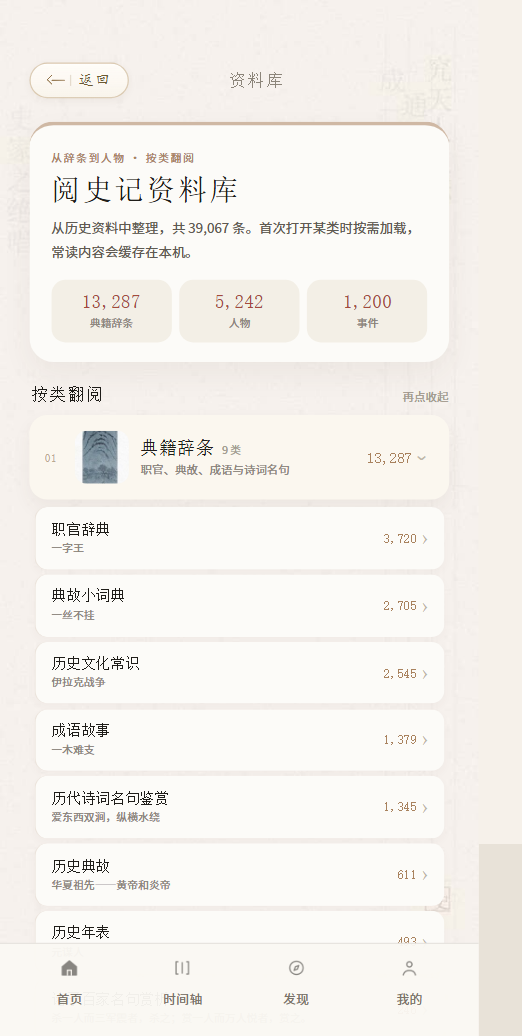 返回
资料库
从辞条到人物 · 按类翻阅
阅史记资料库
从历史资料中整理，共 39,067 条。首次打开某类时按需加载，
常读内容会缓存在本机。
13,287
典籍辞条
5,242
人物
1,200
事件
按类翻阅
再点收起
01
典籍辞条 9 类
职官、典故、成语与诗词名句
13,287
职官辞典
一字王
3,720
典故小词典
一丝不挂
2,705
历史文化常识
伊拉克战争
2,545
成语故事
一木难支
1,379
历代诗词名句鉴赏
爱东西双涧，纵横水绕
1,345
历史典故
华夏祖先——黄帝和炎帝
611
历史年表
493
首页
时间轴
发现
我的